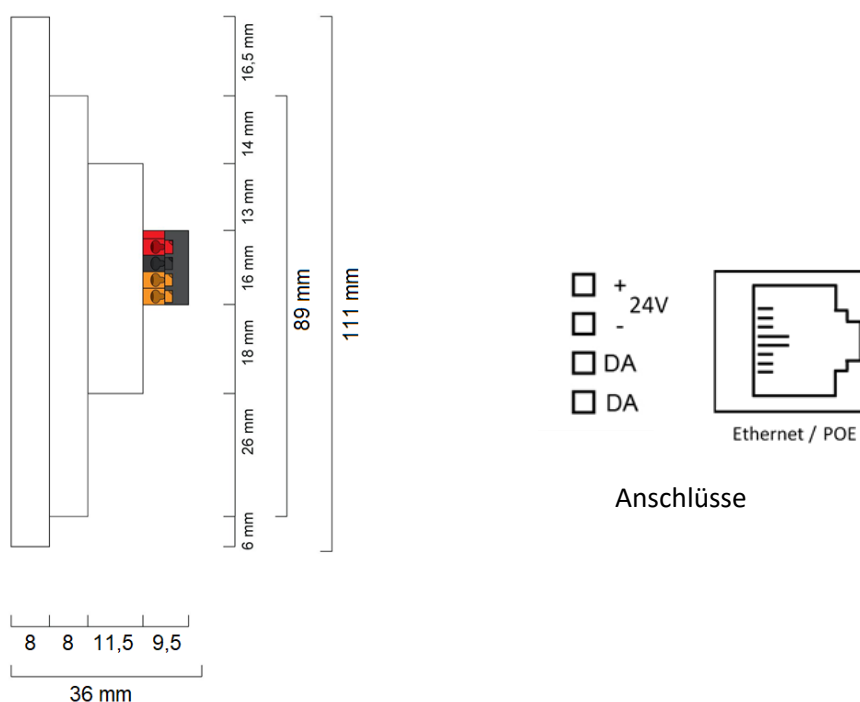 16,5 mm
14 mm
13 mm
16 mm
18 mm
26 mm
6 mm
89 mm
111 mm
8 8 11,5 9,5
36 mm
+
24V
-
DA
DA
Ethernet / POE
Anschlüsse